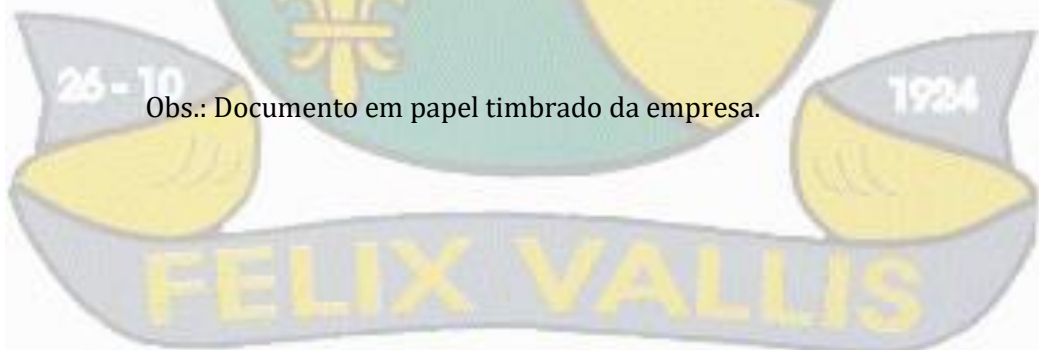 26-10
Obs.: Documento em papel timbrado da empresa.
1924
FELIX VALLIS